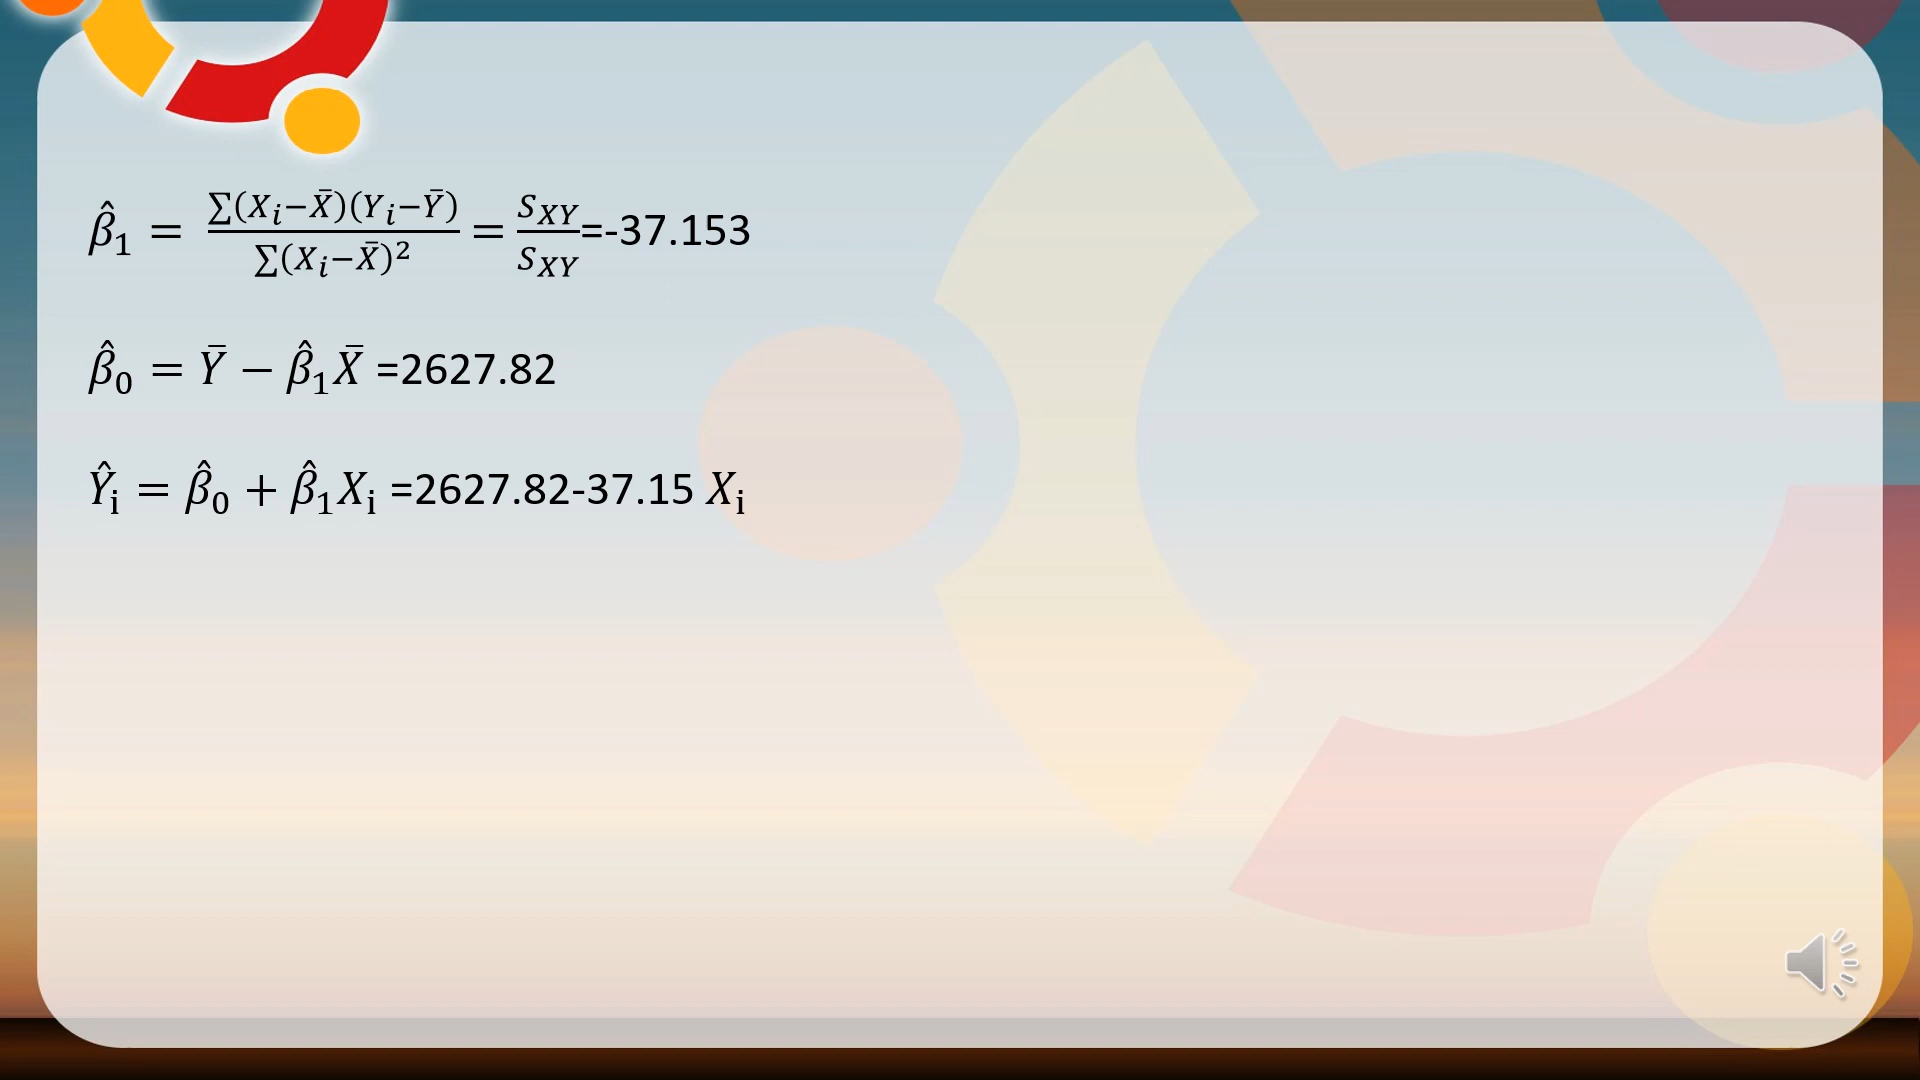 β̂₁ = ∑(Xᵢ−X̄)(Yᵢ−Ȳ) / ∑(Xᵢ−X̄)² = S_XY / S_XY =-37.153
β̂₀ = Ȳ − β̂₁X̄ =2627.82
Ŷᵢ = β̂₀ + β̂₁Xᵢ =2627.82-37.15 Xᵢ